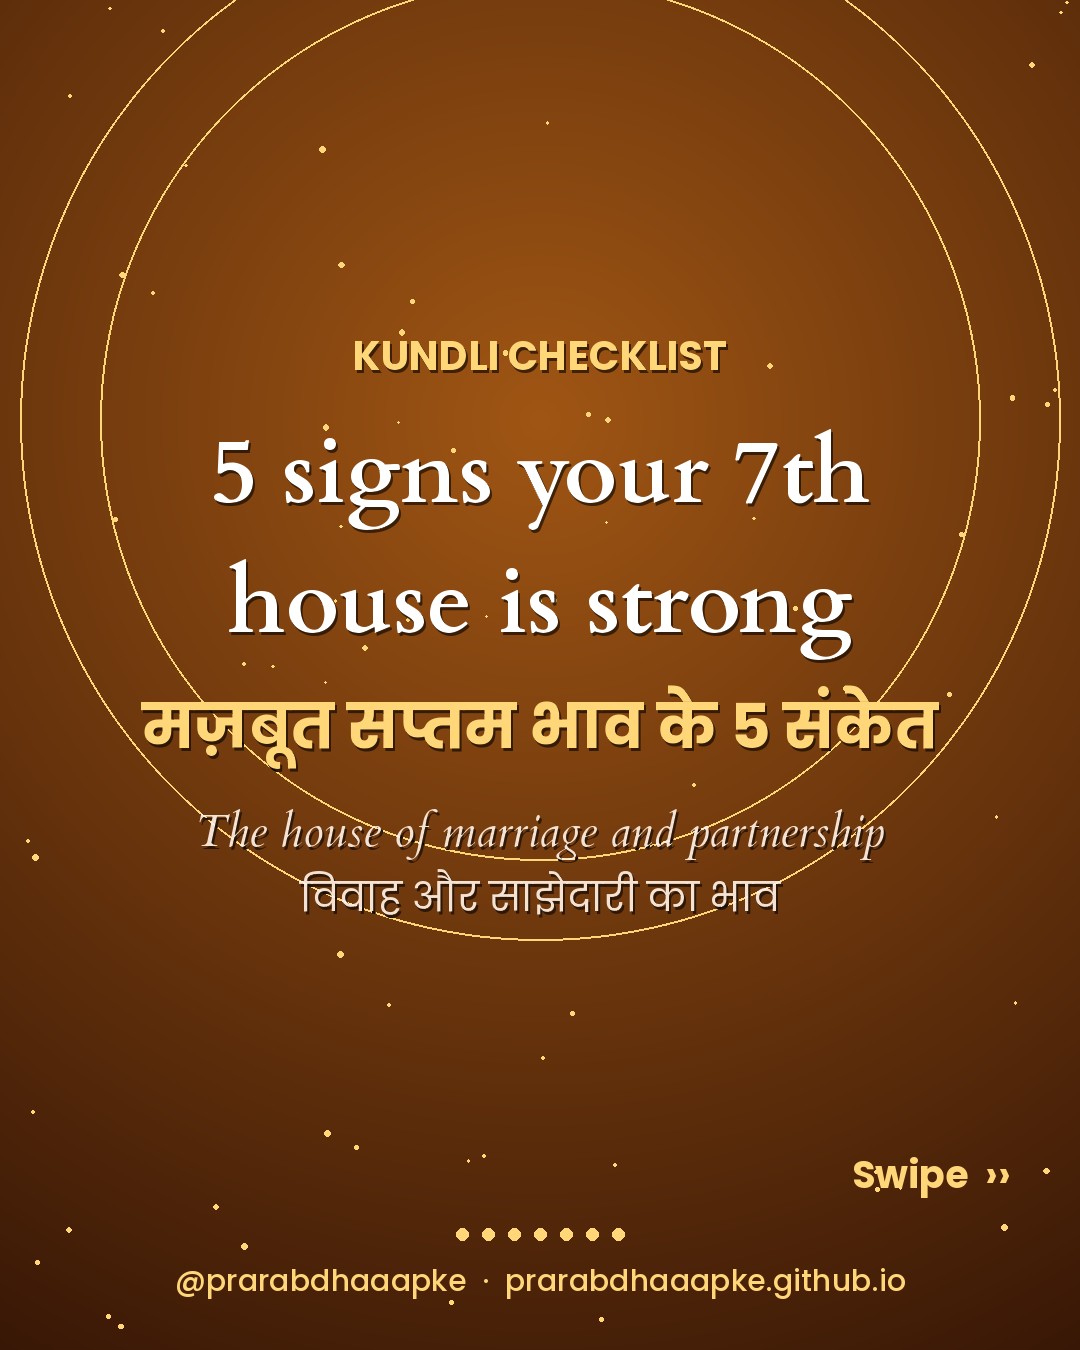 KUNDLI CHECKLIST
5 signs your 7th
house is strong
मज़बूत सप्तम भाव के 5 संकेत
The house of marriage and partnership
विवाह और साझेदारी का भाव
Swipe ››
@prarabdhaaapke · prarabdhaaapke.github.io